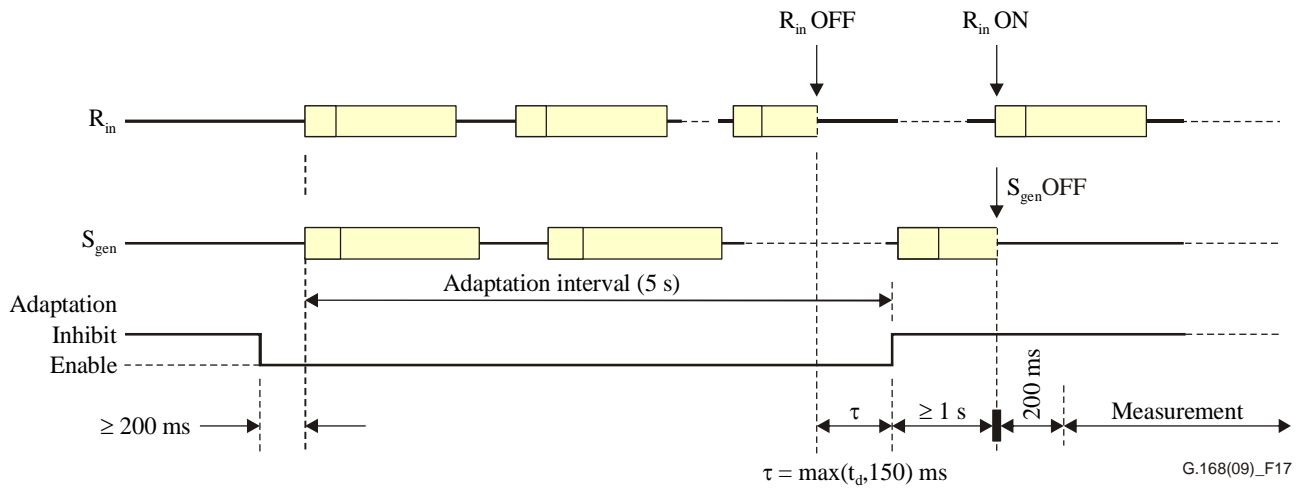 R_in OFF
R_in ON
R_in
S_gen OFF
S_gen
Adaptation interval (5 s)
Adaptation
Inhibit
Enable
≥ 200 ms
τ
≥ 1 s
200 ms
Measurement
τ = max(t_d,150) ms
G.168(09)_F17